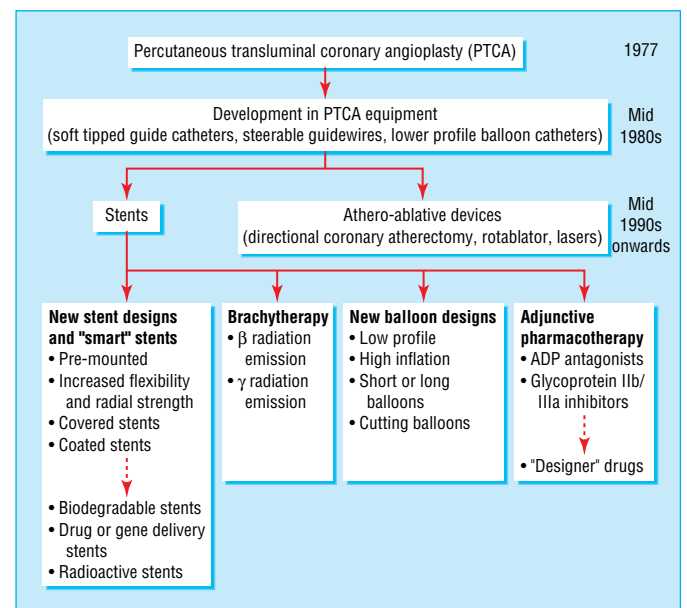 Percutaneous transluminal coronary angioplasty (PTCA)
1977
Development in PTCA equipment
(soft tipped guide catheters, steerable guidewires, lower profile balloon catheters)
Mid
1980s
Stents
Athero-ablative devices
(directional coronary atherectomy, rotablator, lasers)
Mid
1990s
onwards
New stent designs
and "smart" stents
• Pre-mounted
• Increased flexibility
and radial strength
• Covered stents
• Coated stents
• Biodegradable stents
• Drug or gene delivery
stents
• Radioactive stents
Brachytherapy
• β radiation
emission
• γ radiation
emission
New balloon designs
• Low profile
• High inflation
• Short or long
balloons
• Cutting balloons
Adjunctive
pharmacotherapy
• ADP antagonists
• Glycoprotein IIb/
IIIa inhibitors
• "Designer" drugs